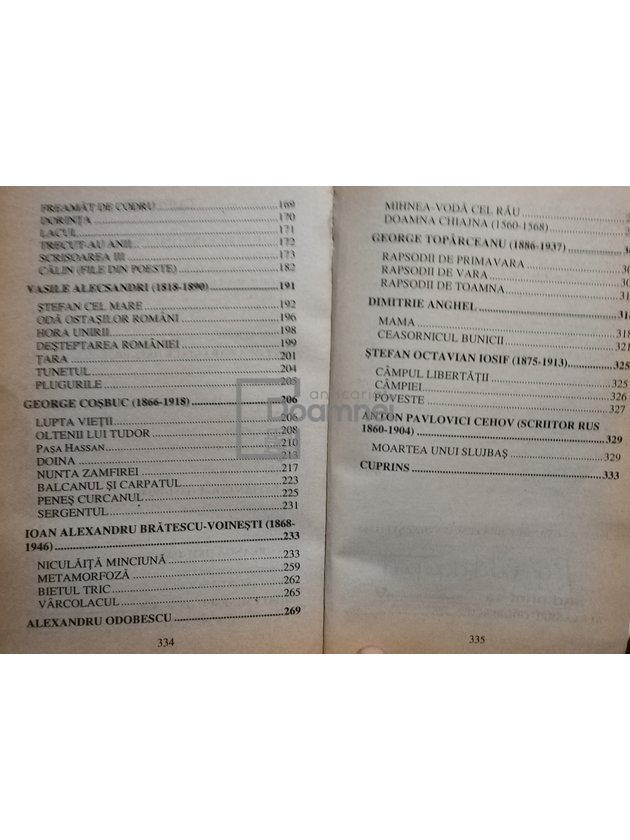 FREAMĂT DE CODRU 169
DORINȚA 170
LACUL 171
TRECUT-AU ANII 172
SCRISOAREA III 173
CĂLIN (FILE DIN POESTE) 182
VASILE ALECSANDRI (1818-1890) 191
ȘTEFAN CEL MARE 192
ODĂ OSTAȘILOR ROMÂNI 196
HORA UNIRII 198
DEȘTEPTAREA ROMÂNIEI 199
ȚARA 201
TUNETUL 204
PLUGURILE 205
GEORGE COȘBUC (1866-1918) 206
LUPTA VIEȚII 206
OLTENII LUI TUDOR 208
PAȘA HASSAN 210
DOINA 213
NUNTA ZAMFIREI 217
BALCANUL ȘI CARPATUL 223
PENEȘ CURCANUL 225
SERGENTUL 231
IOAN ALEXANDRU BRĂTESCU-VOINEȘTI (1868-
1946) 233
NICULĂIȚĂ MINCIUNĂ 233
METAMORFOZĂ 259
BIETUL TRIC 262
VÂRCOLACUL 265
ALEXANDRU ODOBESCU 269
334
MIHNEA-VODĂ CEL RĂU
DOAMNA CHIAJNA (1560-1568)
GEORGE TOPÂRCEANU (1886-1937)
RAPSODII DE PRIMAVARA
RAPSODII DE VARA
RAPSODII DE TOAMNA
DIMITRIE ANGHEL
MAMA
CEASORNICUL BUNICII 321
ȘTEFAN OCTAVIAN IOSIF (1875-1913) 325
CÂMPUL LIBERTĂȚII 325
CÂMPIEI 326
POVESTE 327
ANTON PAVLOVICI CEHOV (SCRIITOR RUS
1860-1904) 329
MOARTEA UNUI SLUJBAȘ 329
CUPRINS 333
335
anticariat
Doamnei